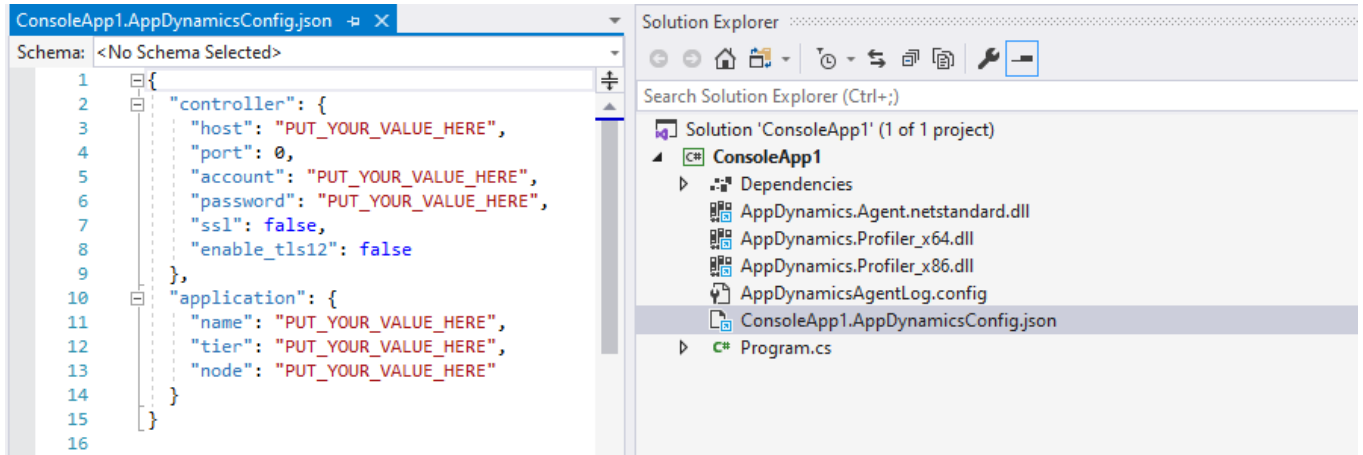 ConsoleApp1.AppDynamicsConfig.json
Schema: <No Schema Selected>
1 {
2 "controller": {
3 "host": "PUT_YOUR_VALUE_HERE",
4 "port": 0,
5 "account": "PUT_YOUR_VALUE_HERE",
6 "password": "PUT_YOUR_VALUE_HERE",
7 "ssl": false,
8 "enable_tls12": false
9 },
10 "application": {
11 "name": "PUT_YOUR_VALUE_HERE",
12 "tier": "PUT_YOUR_VALUE_HERE",
13 "node": "PUT_YOUR_VALUE_HERE"
14 }
15 }
16
Solution Explorer
Search Solution Explorer (Ctrl+;)
Solution 'ConsoleApp1' (1 of 1 project)
C# ConsoleApp1
Dependencies
AppDynamics.Agent.netstandard.dll
AppDynamics.Profiler_x64.dll
AppDynamics.Profiler_x86.dll
AppDynamicsAgentLog.config
ConsoleApp1.AppDynamicsConfig.json
C# Program.cs